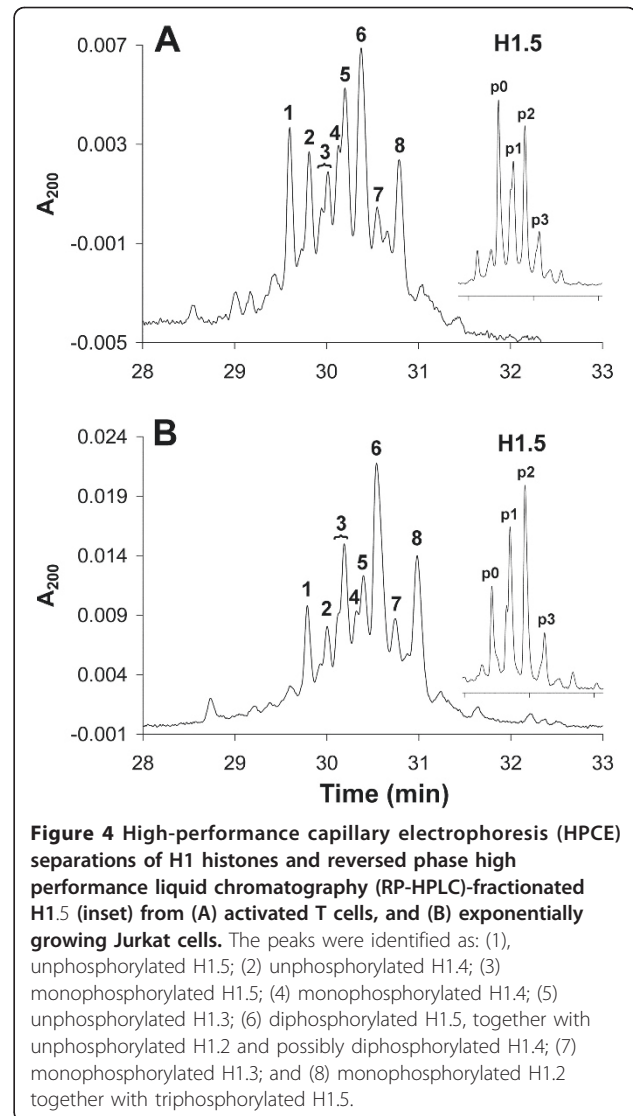 A
H1.5
0.007
0.003
-0.001
-0.005
A200
1
2
3
4
5
6
7
8
p0
p1
p2
p3
28 29 30 31 32 33
B
H1.5
0.024
0.019
0.014
0.009
0.004
-0.001
A200
1
2
3
4
5
6
7
8
p0
p1
p2
p3
28 29 30 31 32 33
Time (min)
Figure 4 High-performance capillary electrophoresis (HPCE)
separations of H1 histones and reversed phase high
performance liquid chromatography (RP-HPLC)-fractionated
H1.5 (inset) from (A) activated T cells, and (B) exponentially
growing Jurkat cells. The peaks were identified as: (1),
unphosphorylated H1.5; (2) unphosphorylated H1.4; (3)
monophosphorylated H1.5; (4) monophosphorylated H1.4; (5)
unphosphorylated H1.3; (6) diphosphorylated H1.5, together with
unphosphorylated H1.2 and possibly diphosphorylated H1.4; (7)
monophosphorylated H1.3; and (8) monophosphorylated H1.2
together with triphosphorylated H1.5.